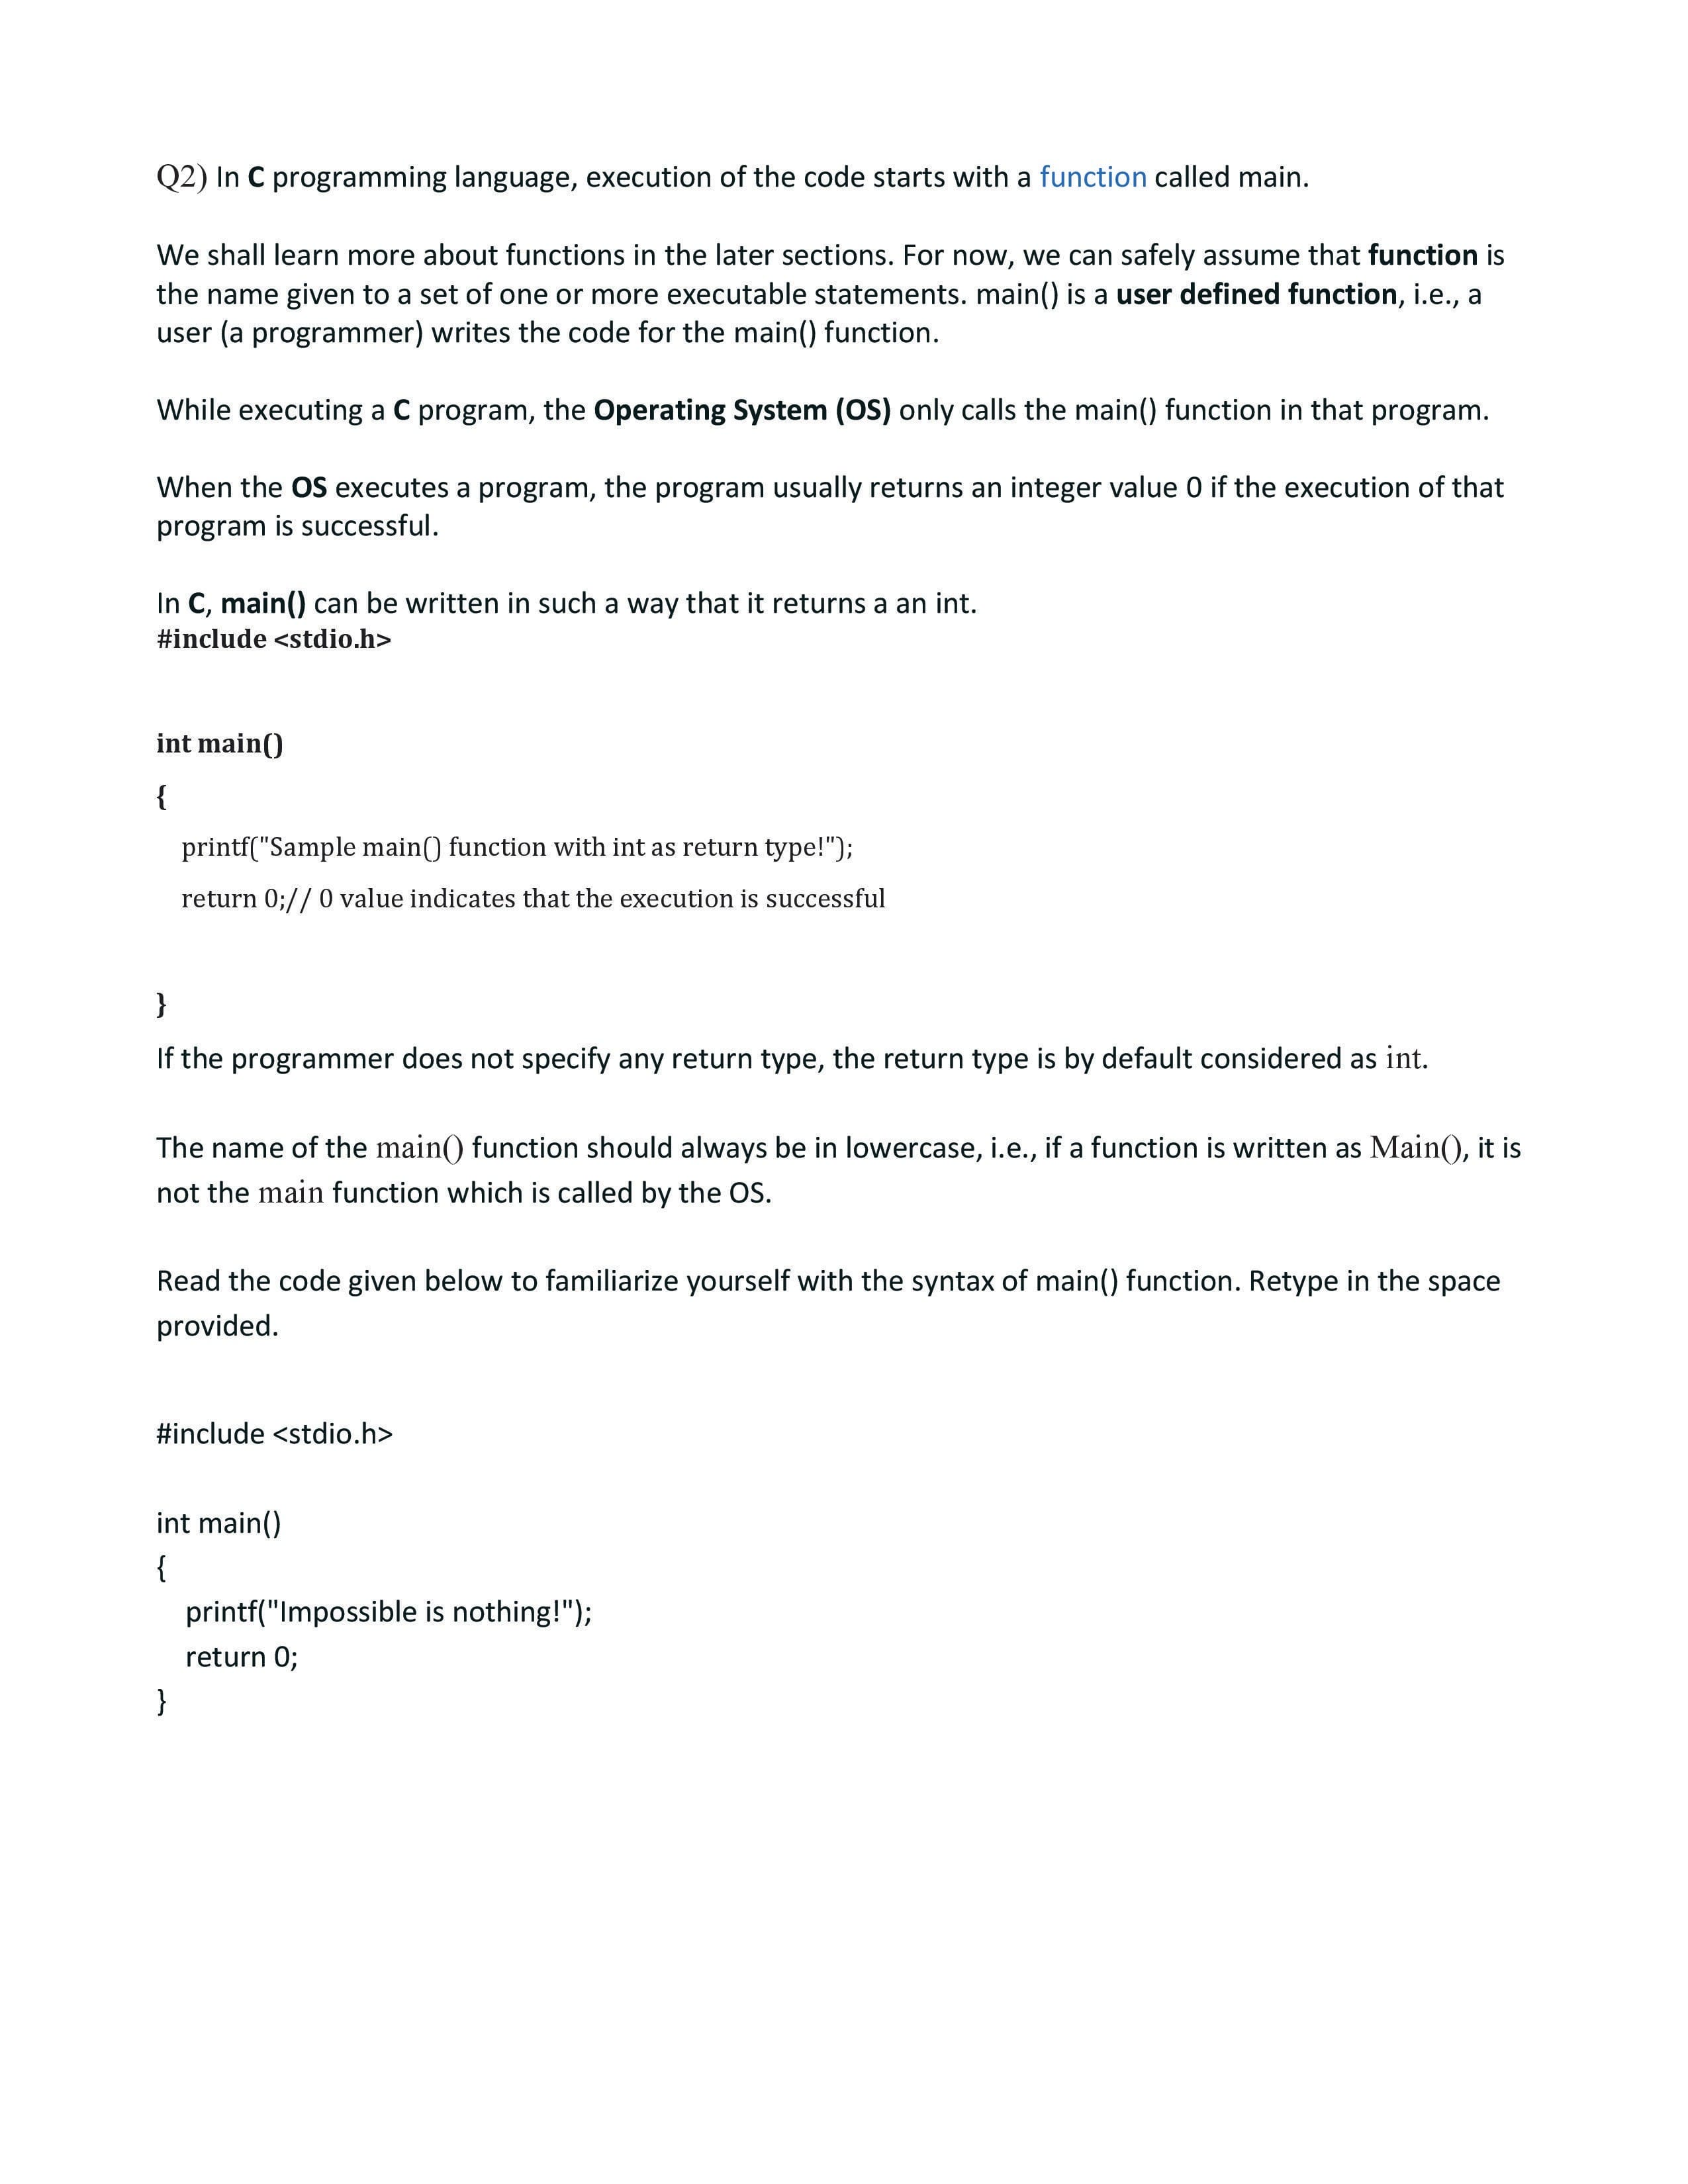 Q2) In C programming language, execution of the code starts with a function called main.
We shall learn more about functions in the later sections. For now, we can safely assume that function is
the name given to a set of one or more executable statements. main() is a user defined function, i.e., a
user (a programmer) writes the code for the main() function.
While executing a C program, the Operating System (OS) only calls the main() function in that program.
When the OS executes a program, the program usually returns an integer value 0 if the execution of that
program is successful.
In C, main() can be written in such a way that it returns a an int.
#include <stdio.h>
int main()
{
    printf("Sample main() function with int as return type!");
    return 0;// 0 value indicates that the execution is successful
}
If the programmer does not specify any return type, the return type is by default considered as int.
The name of the main() function should always be in lowercase, i.e., if a function is written as Main(), it is
not the main function which is called by the OS.
Read the code given below to familiarize yourself with the syntax of main() function. Retype in the space
provided.
#include <stdio.h>
int main()
{
    printf("Impossible is nothing!");
    return 0;
}